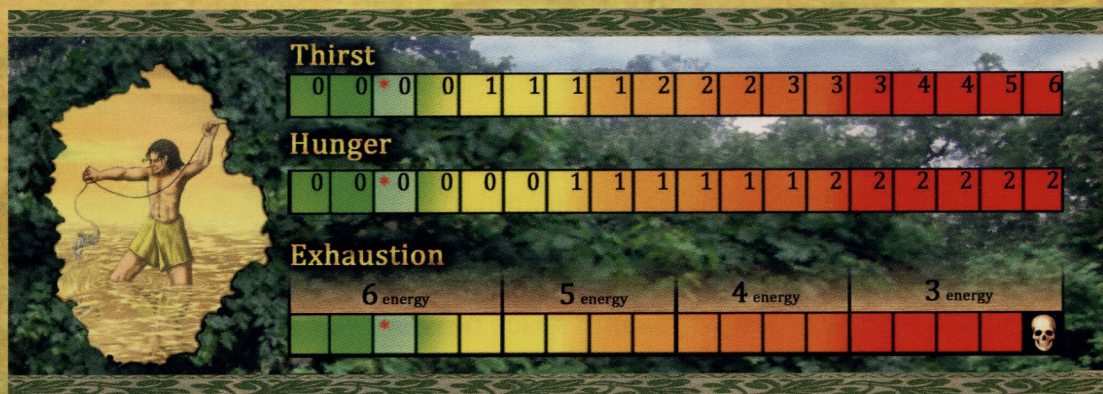 Thirst
0 0 * 0 0 1 1 1 1 2 2 2 3 3 3 4 4 5 6
Hunger
0 0 * 0 0 0 0 1 1 1 1 1 1 2 2 2 2 2 2
Exhaustion
6 energy 5 energy 4 energy 3 energy
*